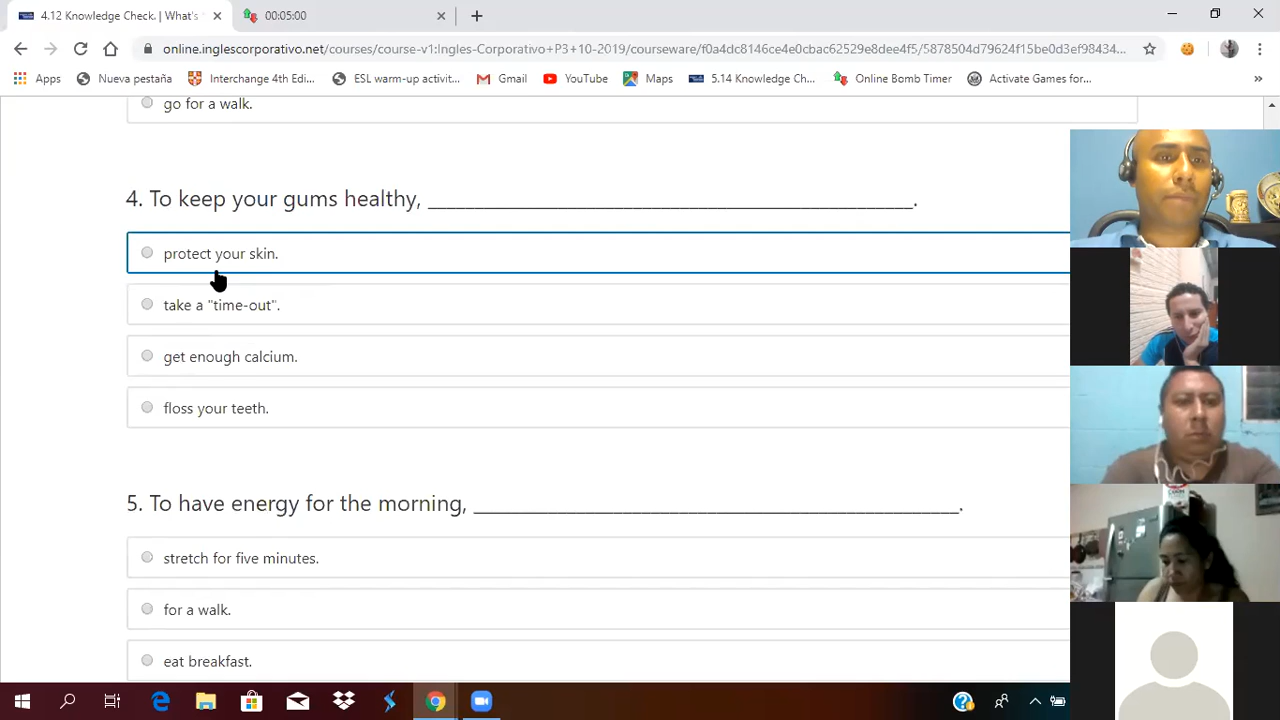 4.12 Knowledge Check. | What's
00:05:00
online.inglescorporativo.net/courses/course-v1:Ingles-Corporativo+P3+10-2019/courseware/f0a4dc8146ce4e0cbac62529e8dee4f5/5878504d79624f15be0d3ef98434...
Apps
Nueva pestaña
Interchange 4th Edi...
ESL warm-up activit...
Gmail
YouTube
Maps
5.14 Knowledge Ch...
Online Bomb Timer
Activate Games for...
go for a walk.
4. To keep your gums healthy, ____________________________________________.
protect your skin.
take a "time-out".
get enough calcium.
floss your teeth.
5. To have energy for the morning, ____________________________________________.
stretch for five minutes.
for a walk.
eat breakfast.